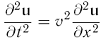 ∂²u/∂t² = v² ∂²u/∂x²